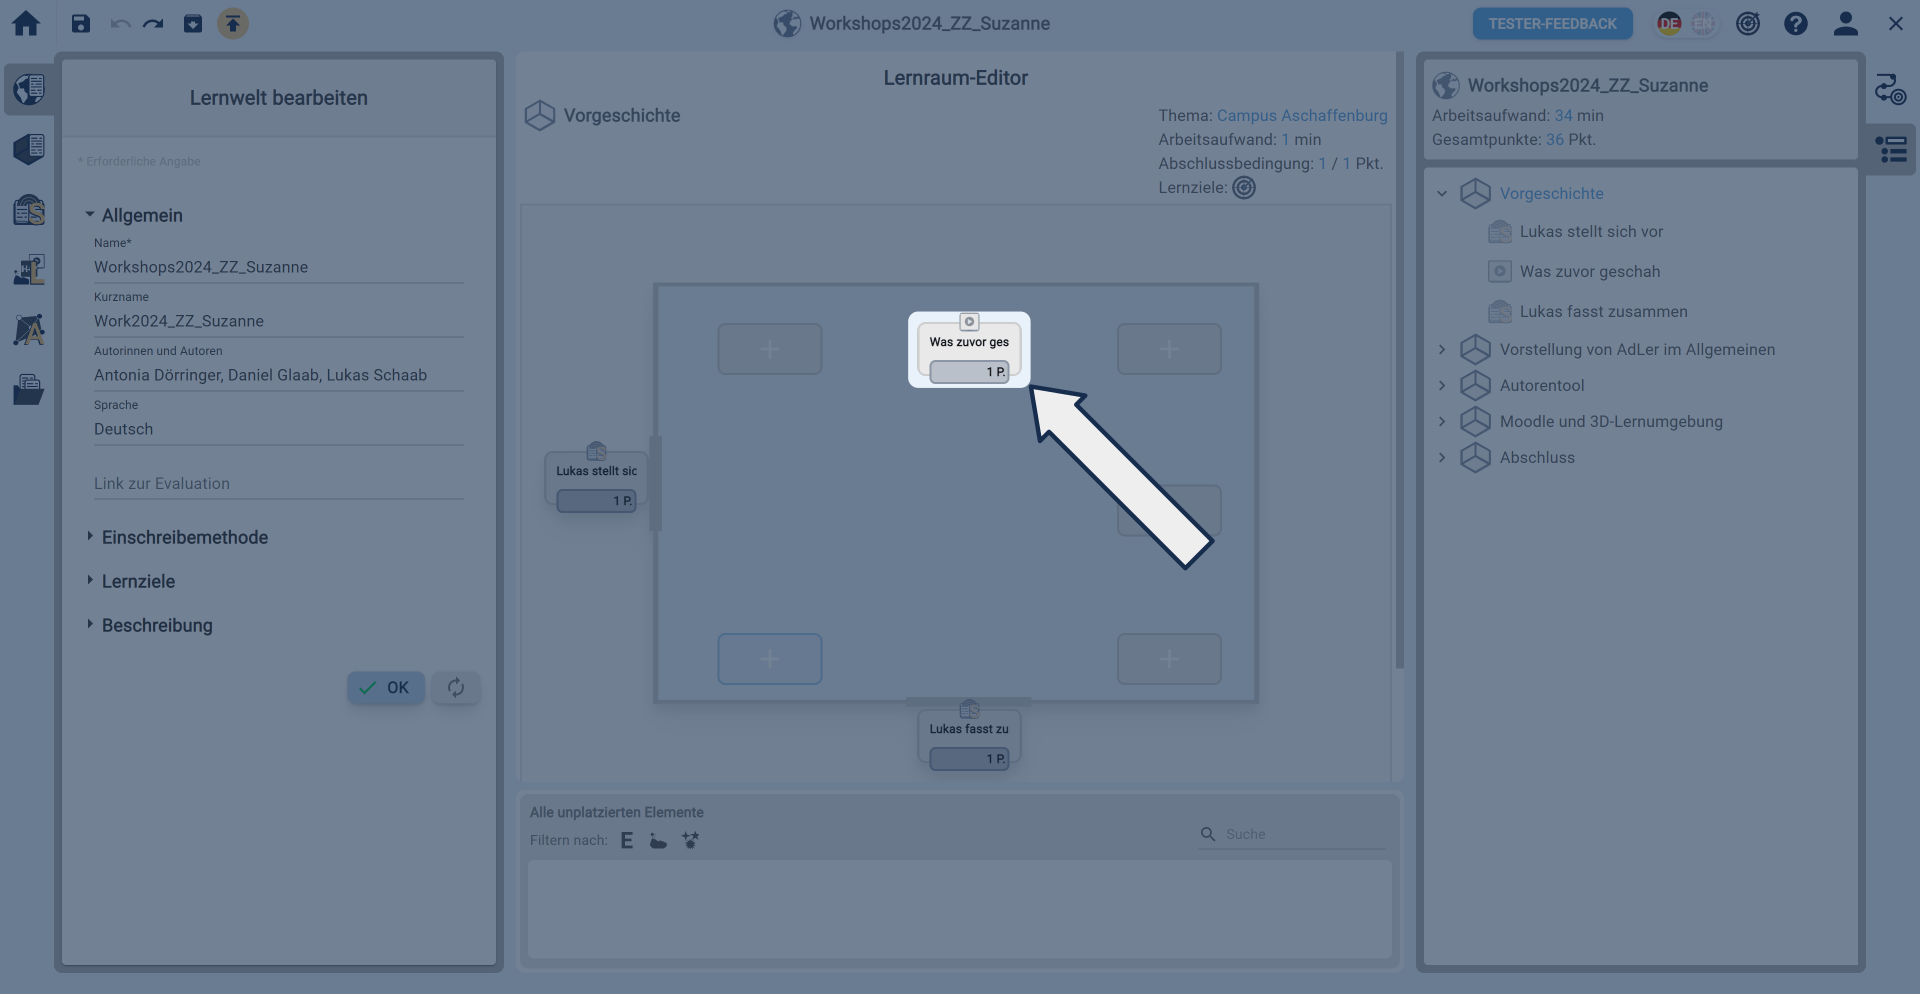 Workshops2024_ZZ_Suzanne
TESTER-FEEDBACK
DE
EN
Lernwelt bearbeiten
* Erforderliche Angabe
Allgemein
Name*
Workshops2024_ZZ_Suzanne
Kurzname
Work2024_ZZ_Suzanne
Autorinnen und Autoren
Antonia Dörringer, Daniel Glaab, Lukas Schaab
Sprache
Deutsch
Link zur Evaluation
Einschreibemethode
Lernziele
Beschreibung
OK
Lernraum-Editor
Vorgeschichte
Thema: Campus Aschaffenburg
Arbeitsaufwand: 1 min
Abschlussbedingung: 1 / 1 Pkt.
Lernziele:
Was zuvor ges
1 P.
Lukas stellt sic
1 P.
Lukas fasst zu
1 P.
Alle unplatzierten Elemente
Filtern nach: E
Suche
Workshops2024_ZZ_Suzanne
Arbeitsaufwand: 34 min
Gesamtpunkte: 36 Pkt.
Vorgeschichte
Lukas stellt sich vor
Was zuvor geschah
Lukas fasst zusammen
Vorstellung von AdLer im Allgemeinen
Autorentool
Moodle und 3D-Lernumgebung
Abschluss